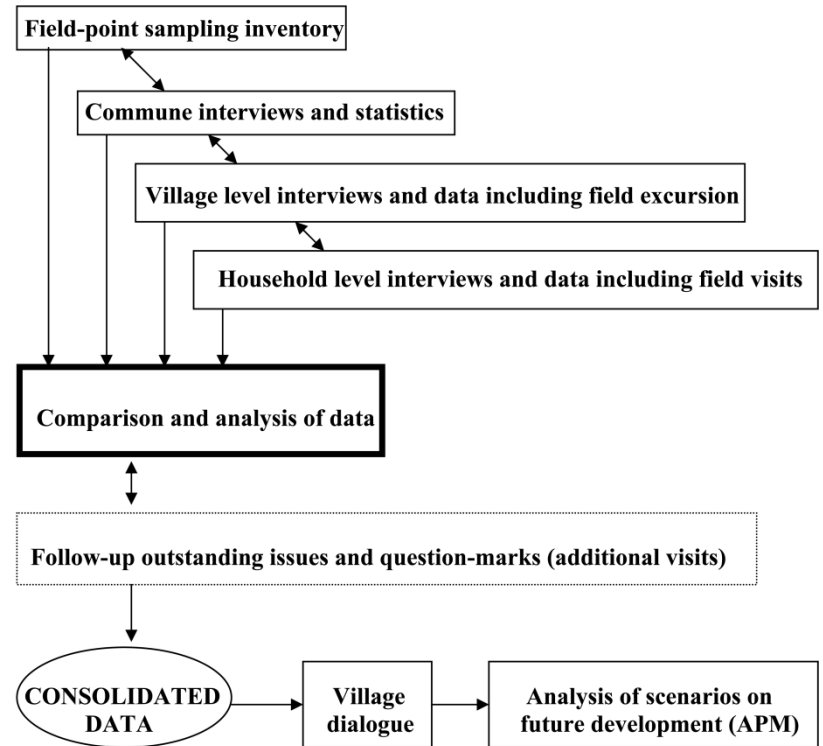 Field-point sampling inventory
Commune interviews and statistics
Village level interviews and data including field excursion
Household level interviews and data including field visits
Comparison and analysis of data
Follow-up outstanding issues and question-marks (additional visits)
CONSOLIDATED
DATA
Village
dialogue
Analysis of scenarios on
future development (APM)